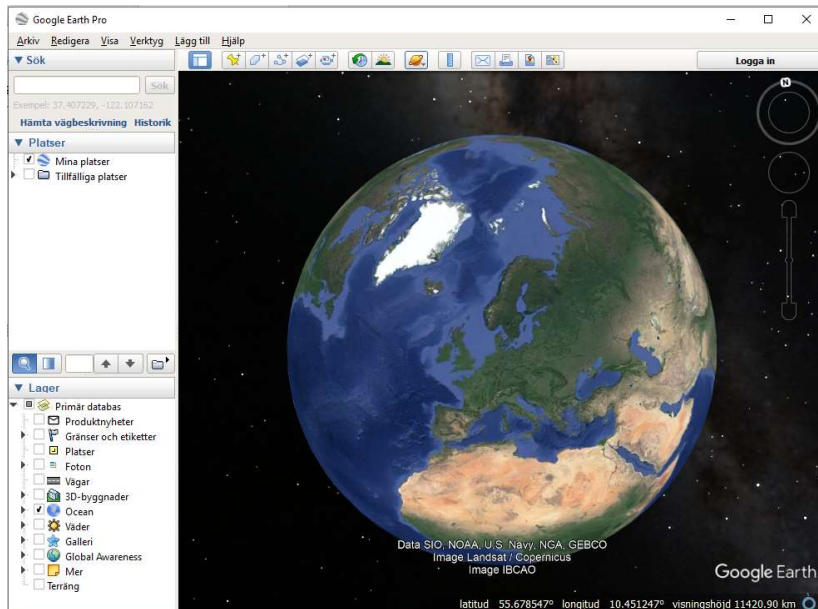 Google Earth Pro
Arkiv Redigera Visa Verktyg Lägg till Hjälp
Sök
Logga in
Sök
Exempel: 37.407229, -122.107162
Hämta vägbeskrivning Historik
Platser
Mina platser
Tillfälliga platser
Lager
Primär databas
Produktnyheter
Gränser och etiketter
Platser
Foton
Vägar
3D-byggnader
Ocean
Väder
Galleri
Global Awareness
Mer
Terräng
N
Data SIO, NOAA, U.S. Navy, NGA, GEBCO
Image Landsat / Copernicus
Image IBCAO
Google Earth
latitud 55.678547° longitud 10.451247° visningshöjd 11420.90 km